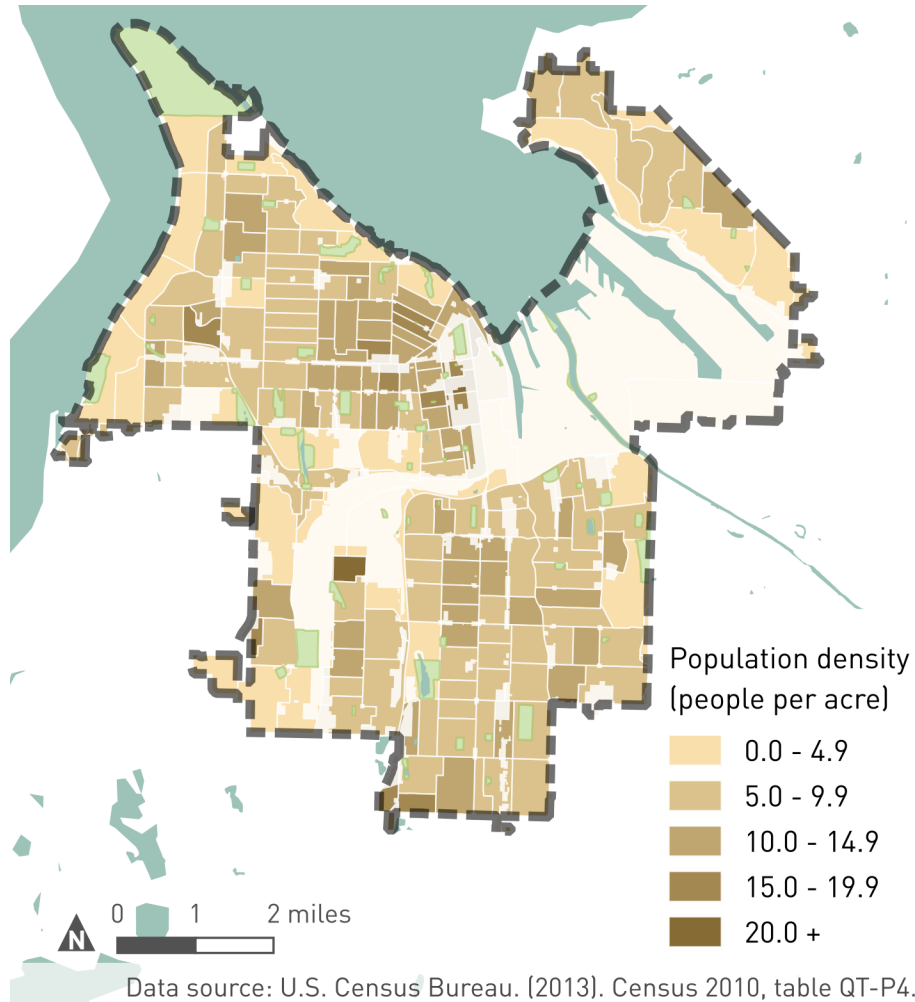 Population density
(people per acre)
0.0 - 4.9
5.0 - 9.9
10.0 - 14.9
15.0 - 19.9
20.0 +
0 1 2 miles
N
Data source: U.S. Census Bureau. (2013). Census 2010, table QT-P4.